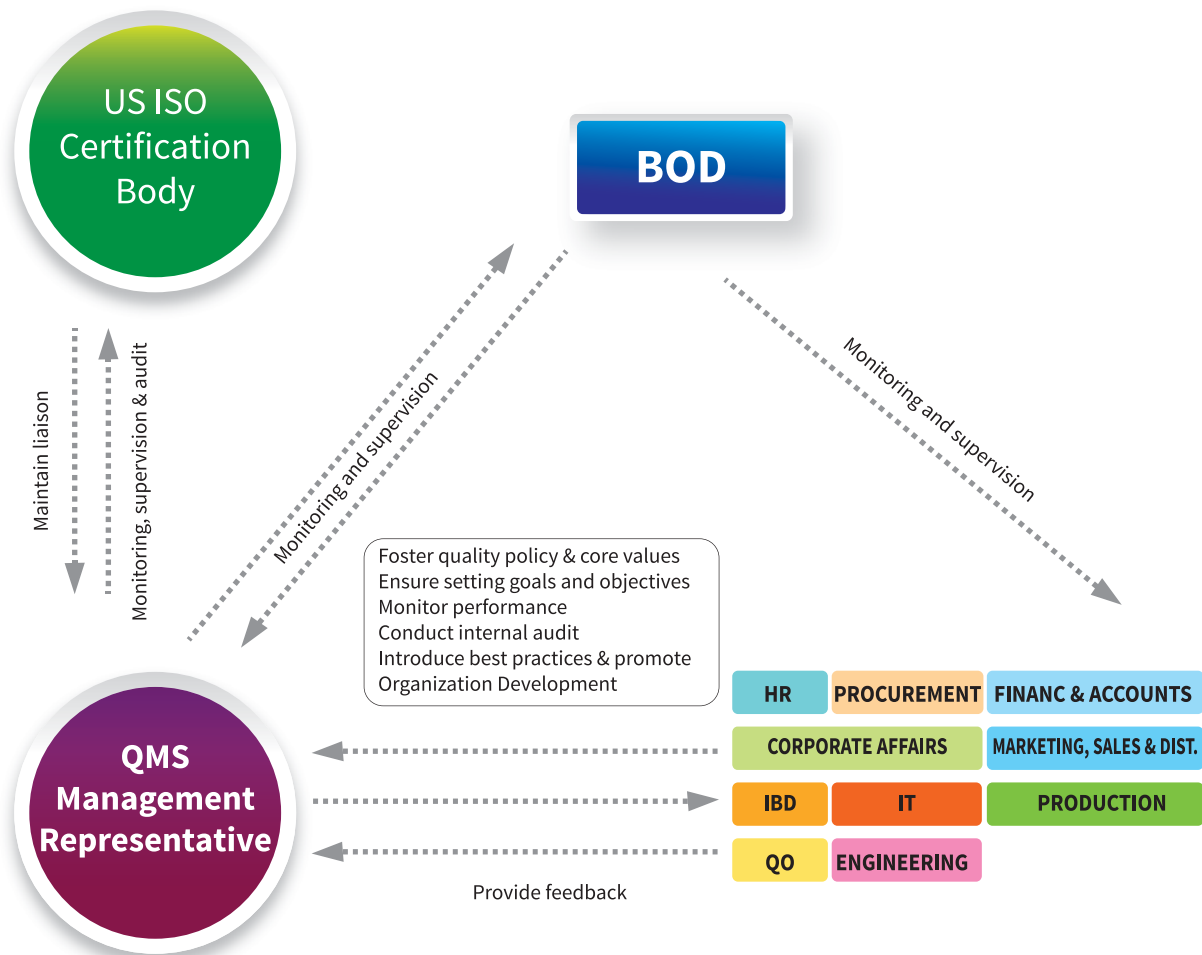 US ISO
Certification
Body
BOD
Maintain liaison
Monitoring, supervision & audit
Monitoring and supervision
Monitoring and supervision
Foster quality policy & core values
Ensure setting goals and objectives
Monitor performance
Conduct internal audit
Introduce best practices & promote
Organization Development
QMS
Management
Representative
HR
PROCUREMENT
FINANC & ACCOUNTS
CORPORATE AFFAIRS
MARKETING, SALES & DIST.
IBD
IT
PRODUCTION
QO
ENGINEERING
Provide feedback